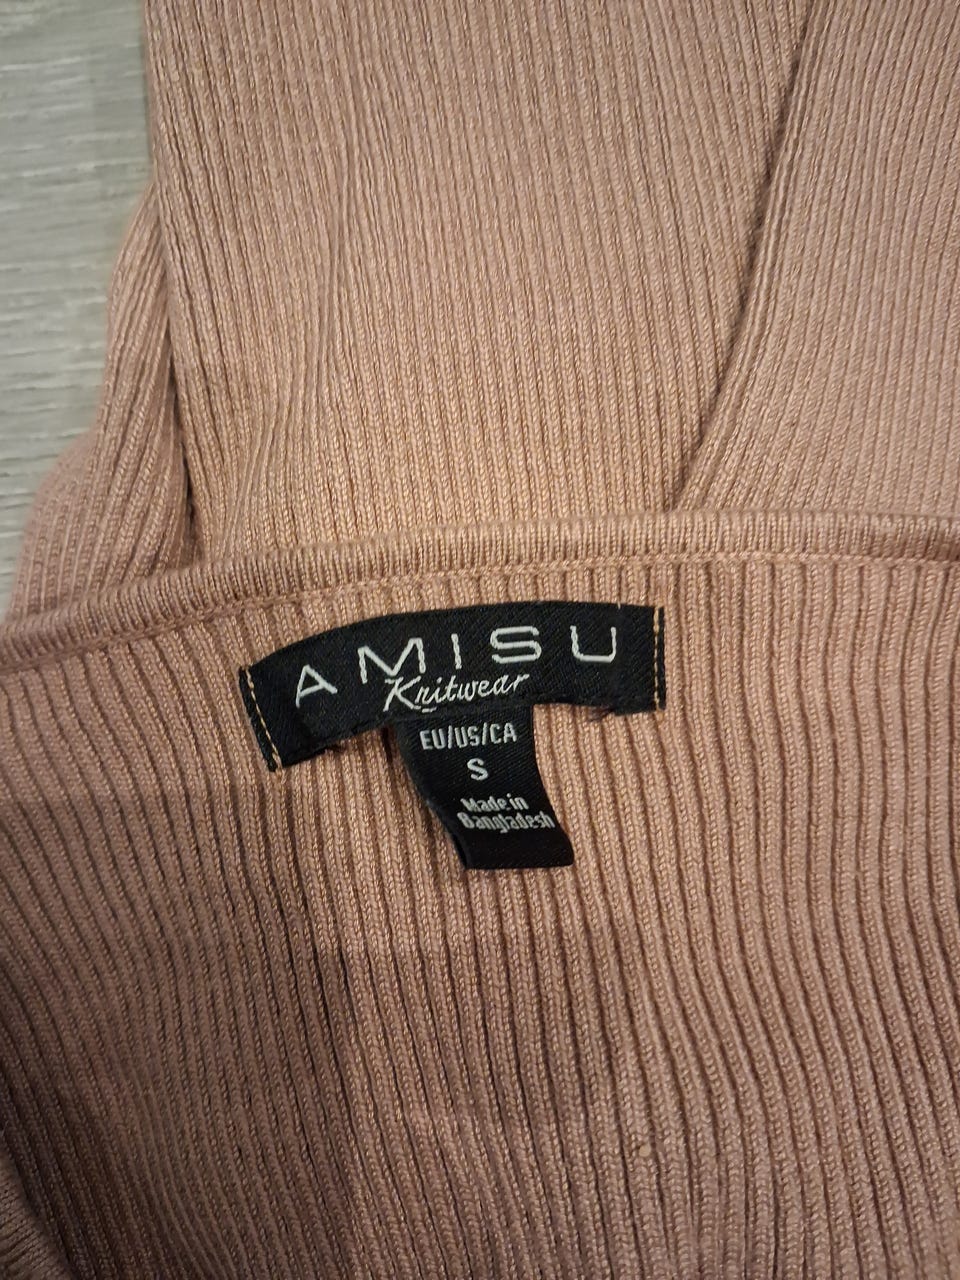 AMISU
Knitwear
EU/US/CA
S
Made in
Bangladesh